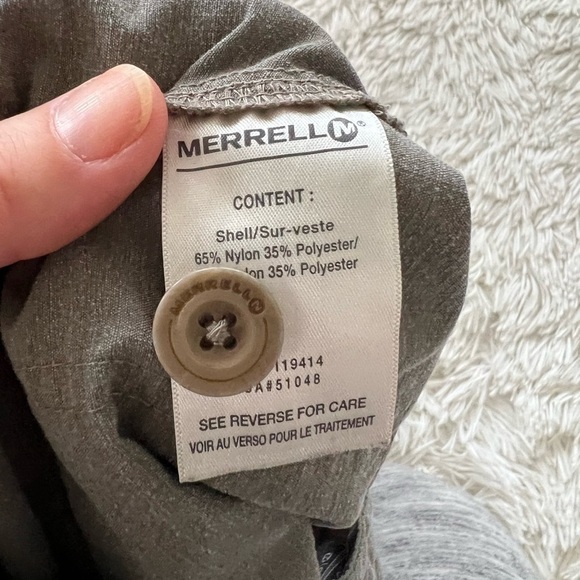 MERRELL M®
CONTENT :
Shell/Sur-veste
65% Nylon 35% Polyester/
35% Polyester
MERRELL M
119414
A#51048
SEE REVERSE FOR CARE
VOIR AU VERSO POUR LE TRAITEMENT